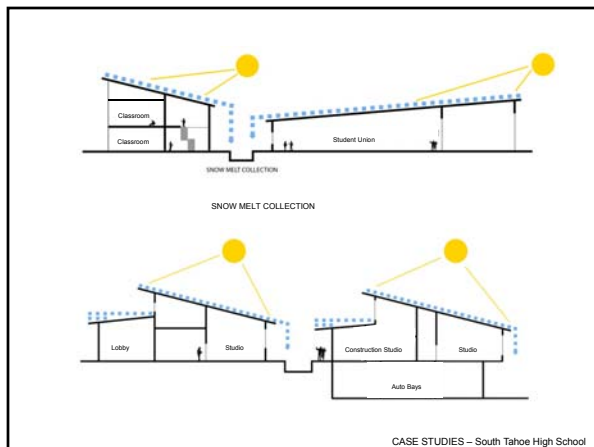 Classroom
Classroom
Student Union
SNOW MELT COLLECTION
SNOW MELT COLLECTION
Lobby
Studio
Construction Studio
Studio
Auto Bays
CASE STUDIES – South Tahoe High School